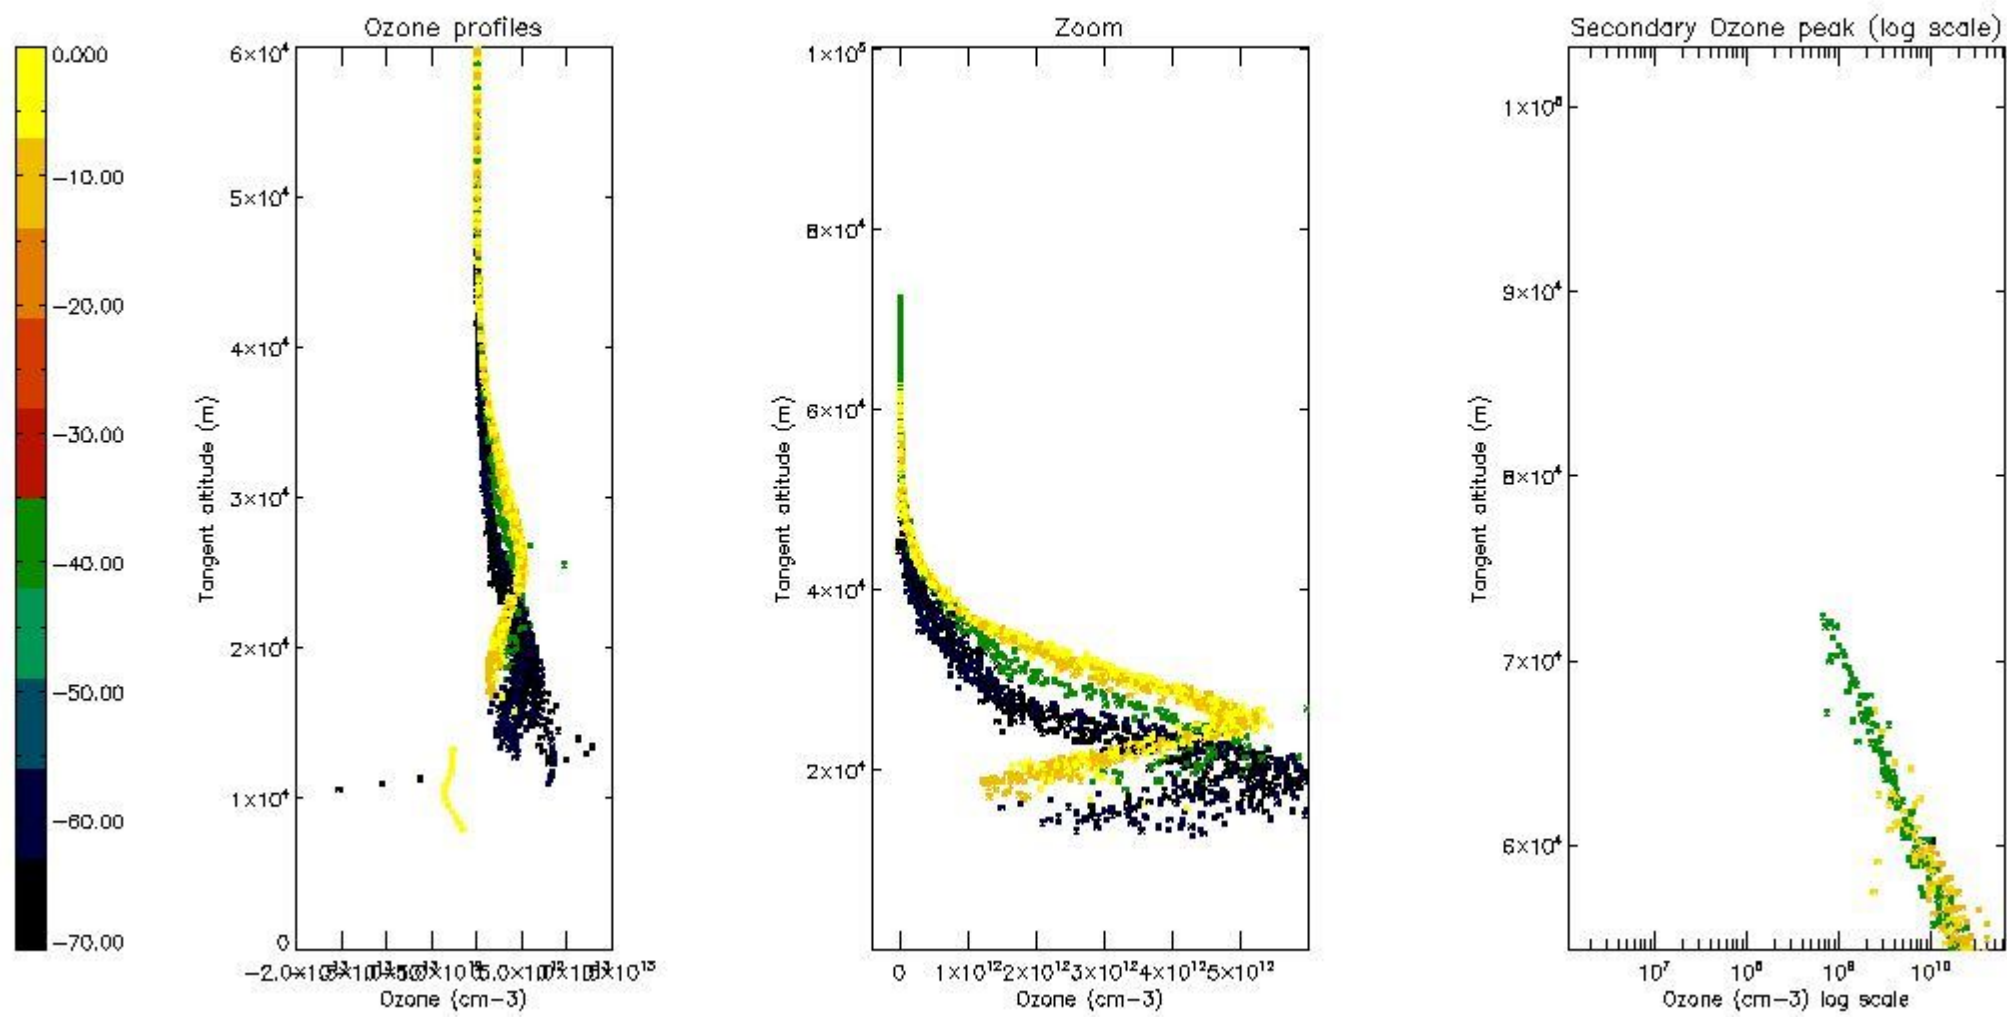 Ozone profiles
Zoom
Secondary Ozone peak (log scale)
0.000
−10.00
−20.00
−30.00
−40.00
−50.00
−60.00
−70.00
6×10⁴
5×10⁴
4×10⁴
3×10⁴
2×10⁴
1×10⁴
0
Tangent altitude (m)
Ozone (cm−3)
1×10⁵
8×10⁴
6×10⁴
4×10⁴
2×10⁴
Tangent altitude (m)
0 1×10¹² 2×10¹² 3×10¹² 4×10¹² 5×10¹²
Ozone (cm−3)
9×10⁴
8×10⁴
7×10⁴
6×10⁴
Tangent altitude (m)
10⁷ 10⁸ 10⁹ 10¹⁰
Ozone (cm−3) log scale